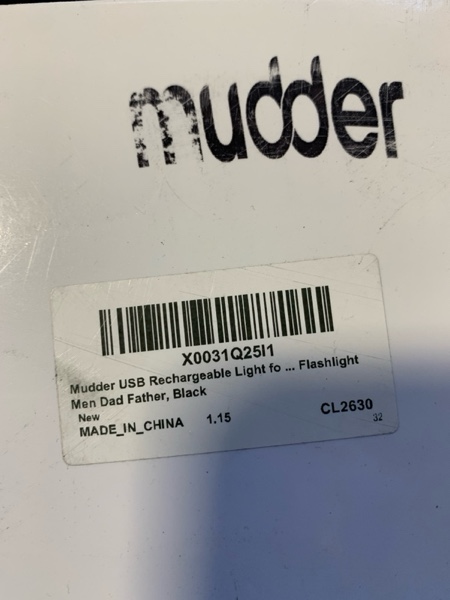 mudder
X0031Q25I1
Mudder USB Rechargeable Light fo ... Flashlight
Men Dad Father, Black
New
MADE_IN_CHINA 1.15 CL2630
32